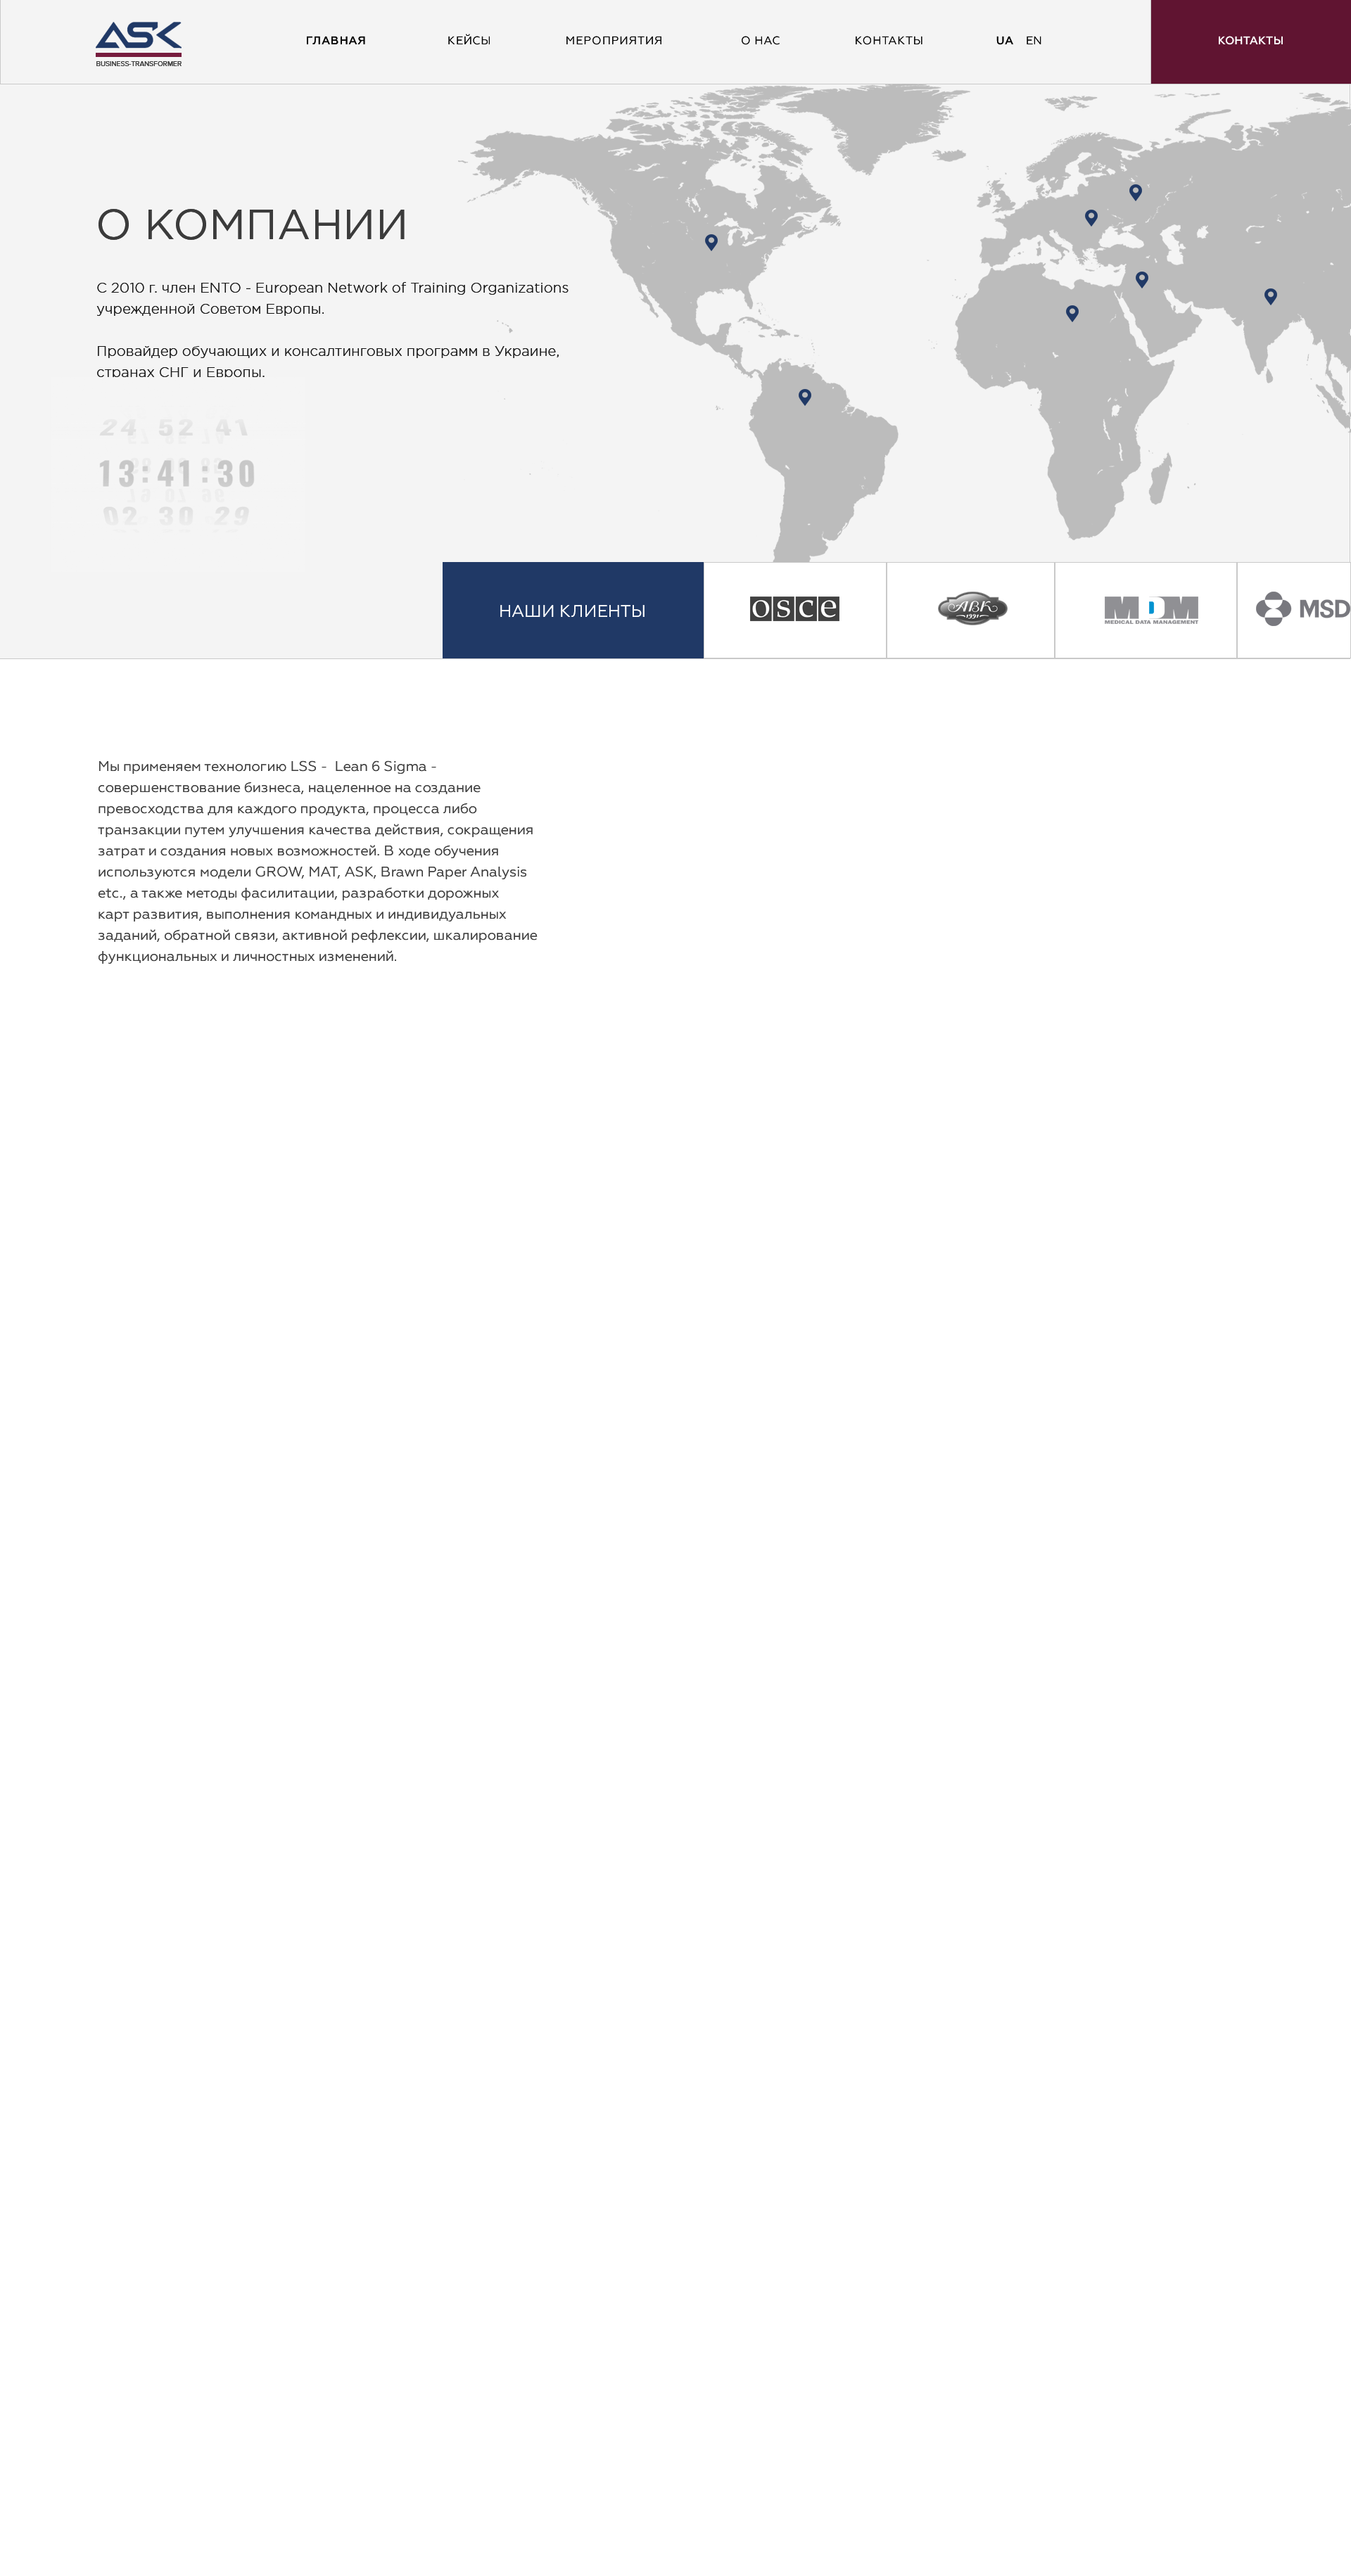 ASK
BUSINESS-TRANSFORMER
ГЛАВНАЯ
КЕЙСЫ
МЕРОПРИЯТИЯ
О НАС
КОНТАКТЫ
UA EN
КОНТАКТЫ
О КОМПАНИИ
С 2010 г. член ENTO - European Network of Training Organizations
учрежденной Советом Европы.
Провайдер обучающих и консалтинговых программ в Украине,
странах СНГ и Европы.
24 52 41
13:41:30
02 30 29
НАШИ КЛИЕНТЫ
osce
АВК
1991
MDM
MEDICAL DATA MANAGEMENT
MSD
Мы применяем технологию LSS - Lean 6 Sigma -
совершенствование бизнеса, нацеленное на создание
превосходства для каждого продукта, процесса либо
транзакции путем улучшения качества действия, сокращения
затрат и создания новых возможностей. В ходе обучения
используются модели GROW, MAT, ASK, Brawn Paper Analysis
etc., а также методы фасилитации, разработки дорожных
карт развития, выполнения командных и индивидуальных
заданий, обратной связи, активной рефлексии, шкалирование
функциональных и личностных изменений.